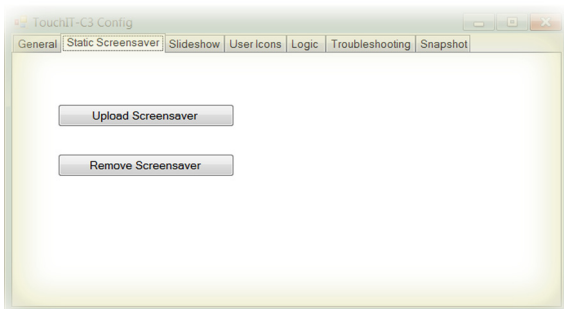 TouchIT-C3 Config
General Static Screensaver Slideshow User Icons Logic Troubleshooting Snapshot
Upload Screensaver
Remove Screensaver